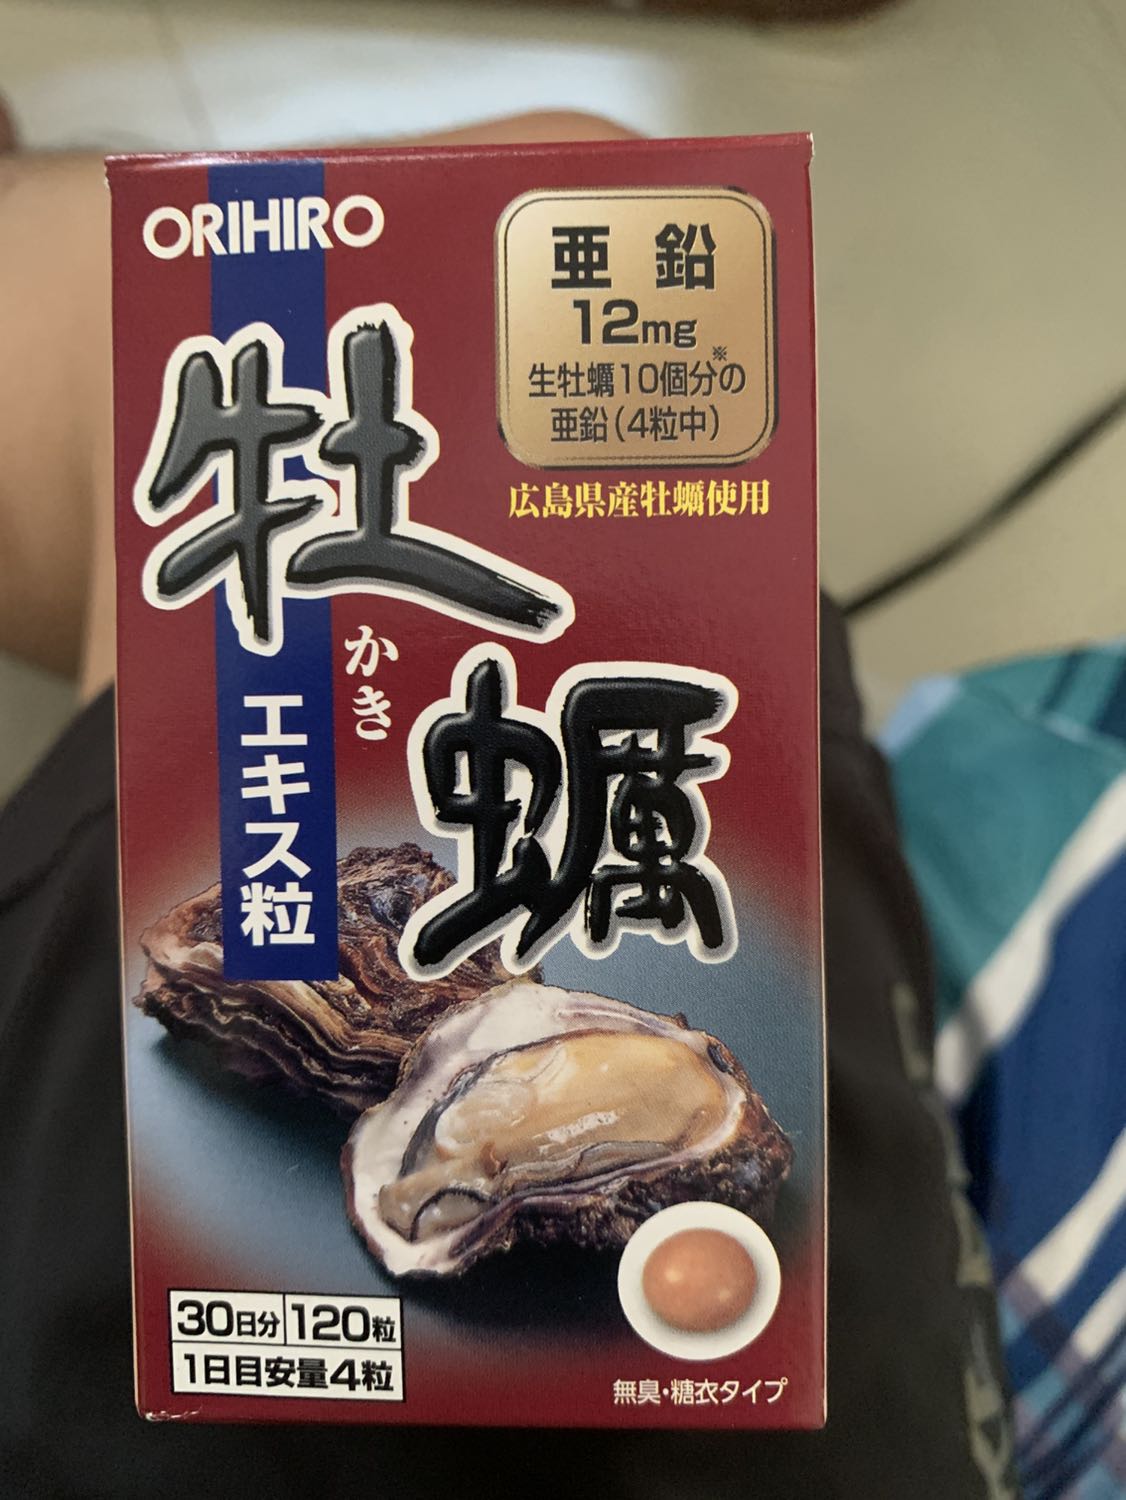 ORIHIRO
亜鉛
12mg
生牡蠣10個分の※
亜鉛(4粒中)
広島県産牡蠣使用
牡蠣
かき
エキス粒
30日分 120粒
1日目安量4粒
無臭・糖衣タイプ